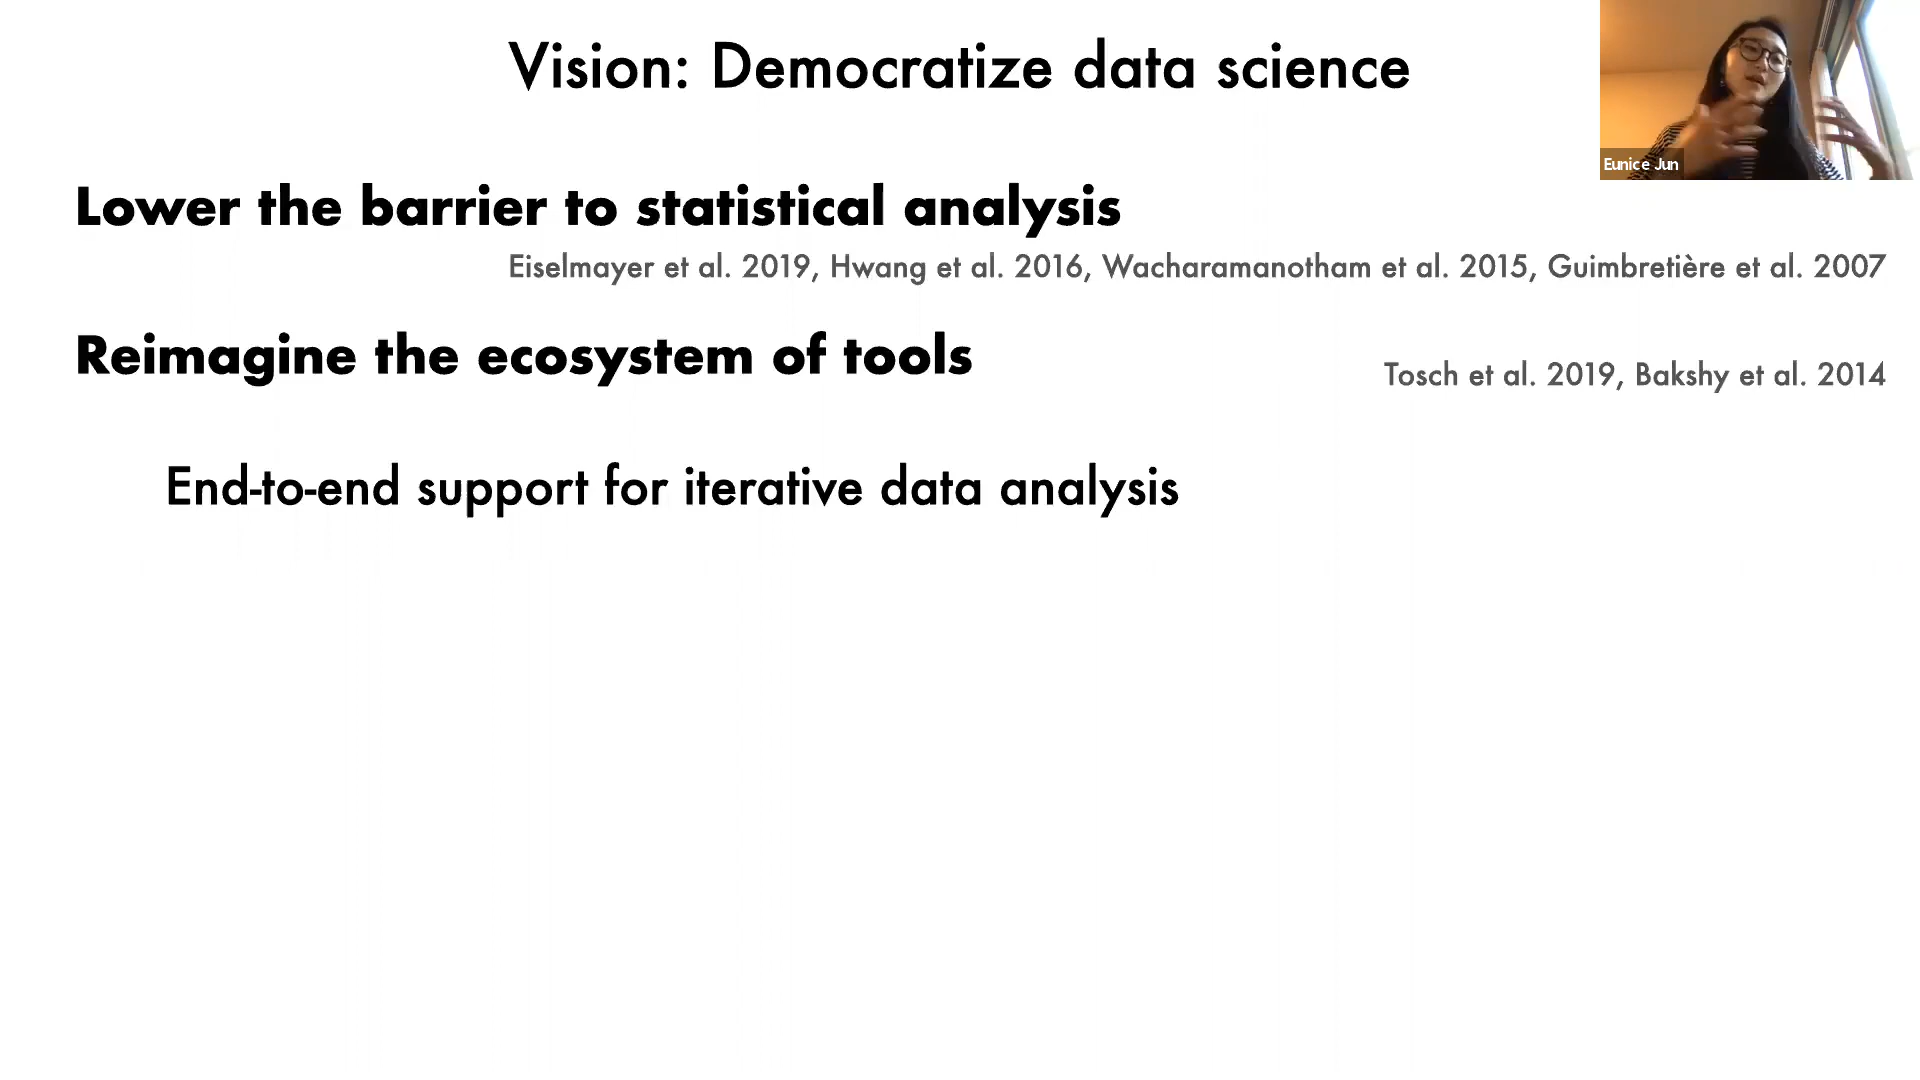 Vision: Democratize data science
Eunice Jun
Lower the barrier to statistical analysis
Eiselmayer et al. 2019, Hwang et al. 2016, Wacharamanotham et al. 2015, Guimbretière et al. 2007
Reimagine the ecosystem of tools
Tosch et al. 2019, Bakshy et al. 2014
End-to-end support for iterative data analysis